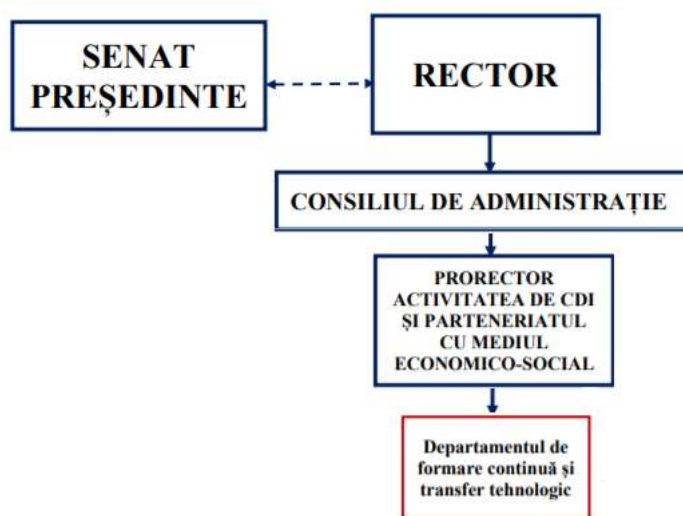 SENAT
PREȘEDINTE
RECTOR
CONSILIUL DE ADMINISTRAȚIE
PRORECTOR
ACTIVITATEA DE CDI
ȘI PARTENERIATUL
CU MEDIUL
ECONOMICO-SOCIAL
Departamentul de
formare continuă și
transfer tehnologic